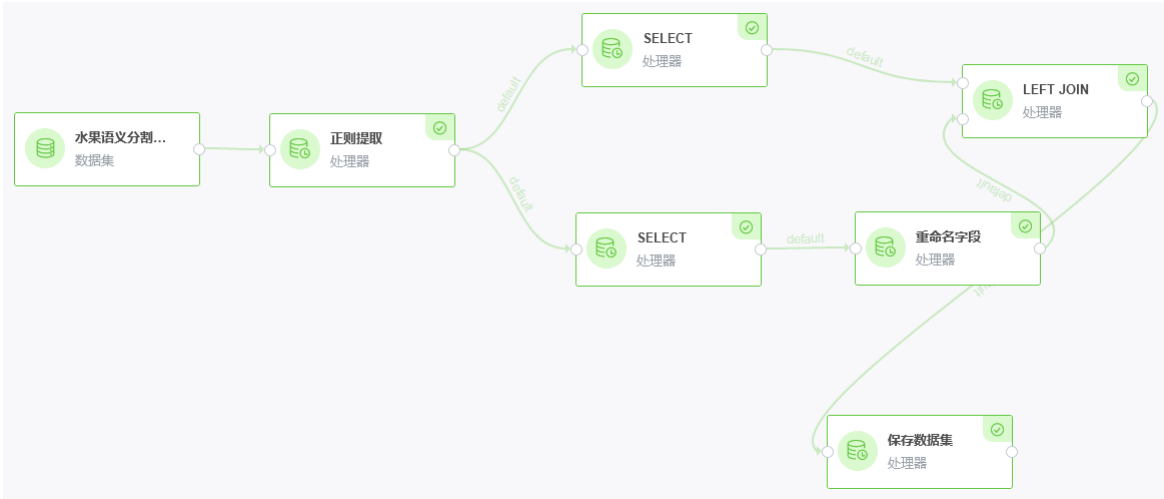 水果语义分割...
数据集
正则提取
处理器
default
default
SELECT
处理器
default
SELECT
处理器
default
重命名字段
处理器
default
LEFT JOIN
处理器
保存数据集
处理器